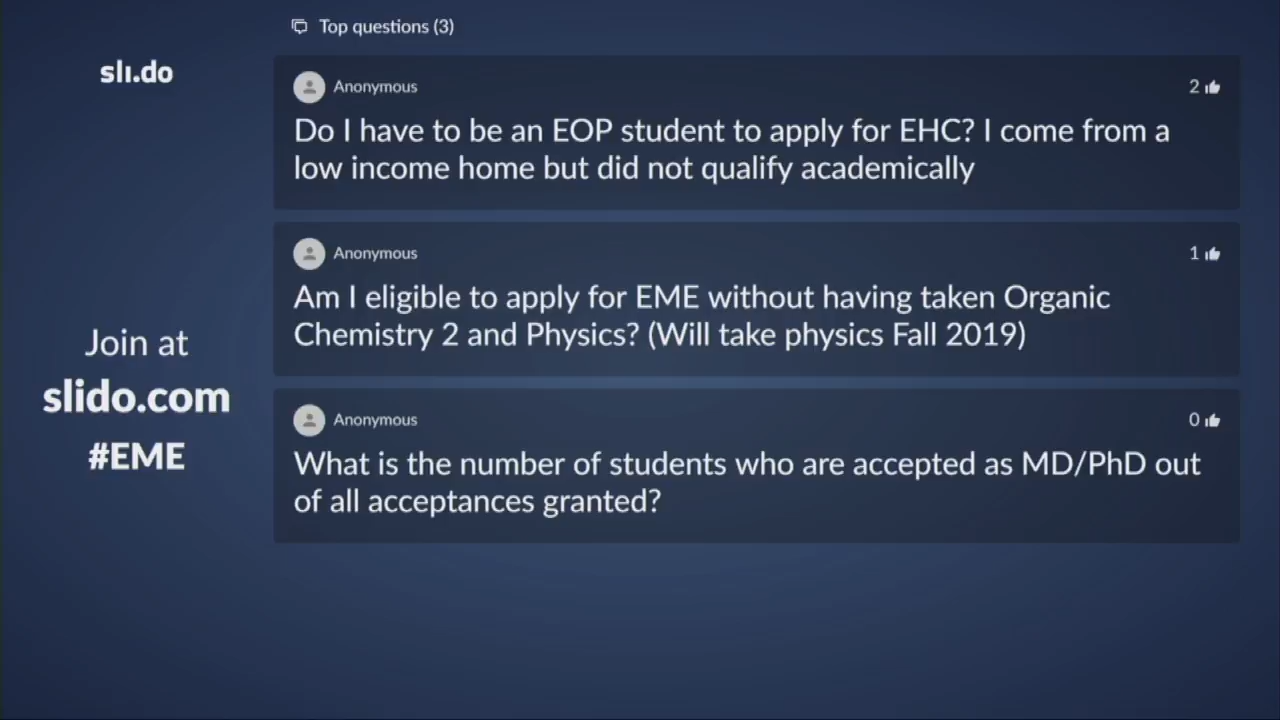 Top questions (3)
sli.do
Anonymous
2
Do I have to be an EOP student to apply for EHC? I come from a
low income home but did not qualify academically
Anonymous
1
Am I eligible to apply for EME without having taken Organic
Chemistry 2 and Physics? (Will take physics Fall 2019)
Join at
slido.com
#EME
Anonymous
0
What is the number of students who are accepted as MD/PhD out
of all acceptances granted?